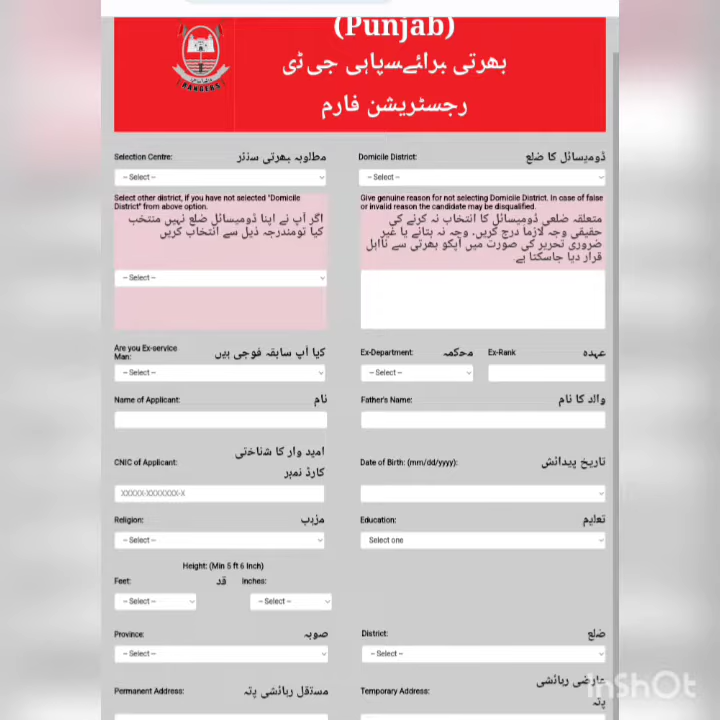 (Punjab)
بھرتی برائےسپاہی جی ڈی
رجسٹریشن فارم
RANGERS
Selection Centre: مطلوبہ بھرتی سنٹر
Domicile District: ڈومیسائل کا ضلع
-- Select --
-- Select --
Select other district, if you have not selected "Domicile
District" from above option.
اگر آپ نے اپنا ڈومیسائل ضلع نہیں منتخب
کیا تومندرجہ ذیل سے انتخاب کریں
-- Select --
Give genuine reason for not selecting Domicile District. In case of false
or invalid reason the candidate may be disqualified.
متعلقہ ضلعی ڈومیسائل کا انتخاب نہ کرنے کی
حقیقی وجہ لازما درج کریں۔ وجہ نہ بتانے یا غیر
ضروری تحریر کی صورت میں آپکو بھرتی سے نااہل
قرار دیا جاسکتا ہے
Are you Ex-service
Man: کیا آپ سابقہ فوجی ہیں
Ex-Department: محکمہ
Ex-Rank عہدہ
-- Select --
-- Select --
Name of Applicant: نام
Father's Name: والد کا نام
CNIC of Applicant: امید وار کا شناختی
کارڈ نمبر
Date of Birth: (mm/dd/yyyy): تاریخ پیدائش
XXXXX-XXXXXXX-X
Religion: مزہب
Education: تعلیم
-- Select --
Select one
Height: (Min 5 ft 6 Inch)
Feet: قد Inches:
-- Select --
-- Select --
Province: صوبہ
District: ضلع
-- Select --
-- Select --
Permanent Address: مستقل رہائشی پتہ
Temporary Address: عارضی رہائشی
پتہ
InShOt